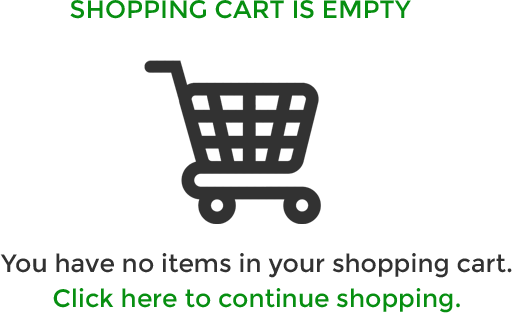 SHOPPING CART IS EMPTY
You have no items in your shopping cart.
Click here to continue shopping.